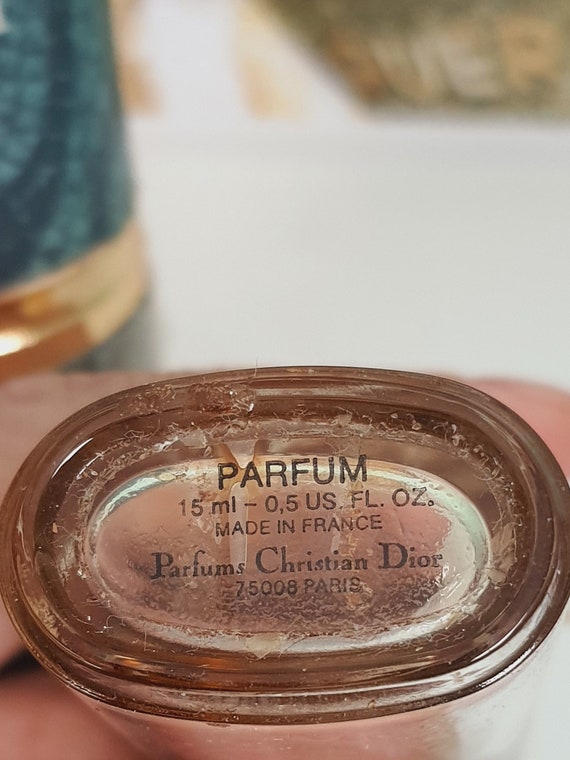 PARFUM
15 ml – 0,5 US. FL. OZ.
MADE IN FRANCE
Parfums Christian Dior
75008 PARIS